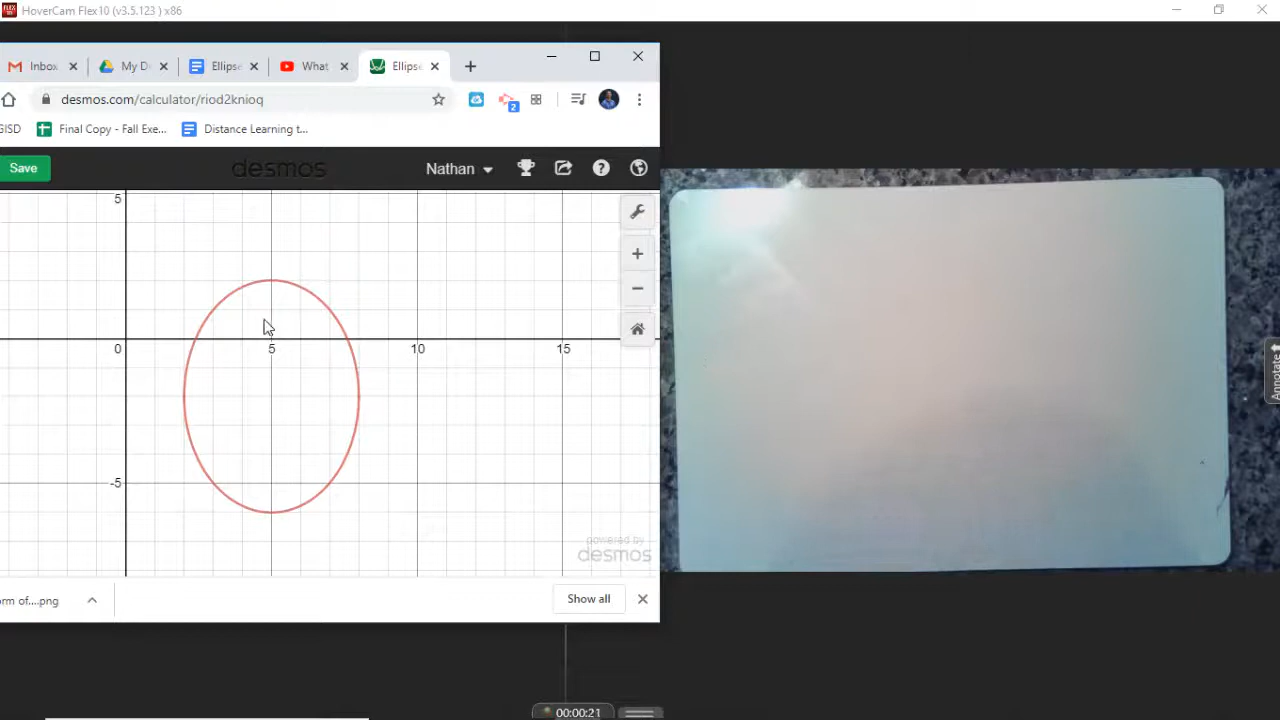 HoverCam Flex10 (v3.5.123 ) x86
Inbox
My Dr
Ellipse
What
Ellipse
desmos.com/calculator/riod2knioq
2
GISD
Final Copy - Fall Exe...
Distance Learning t...
Save
desmos
Nathan
5
0
5
10
15
-5
powered by
desmos
Annotate
orm of....png
Show all
00:00:21